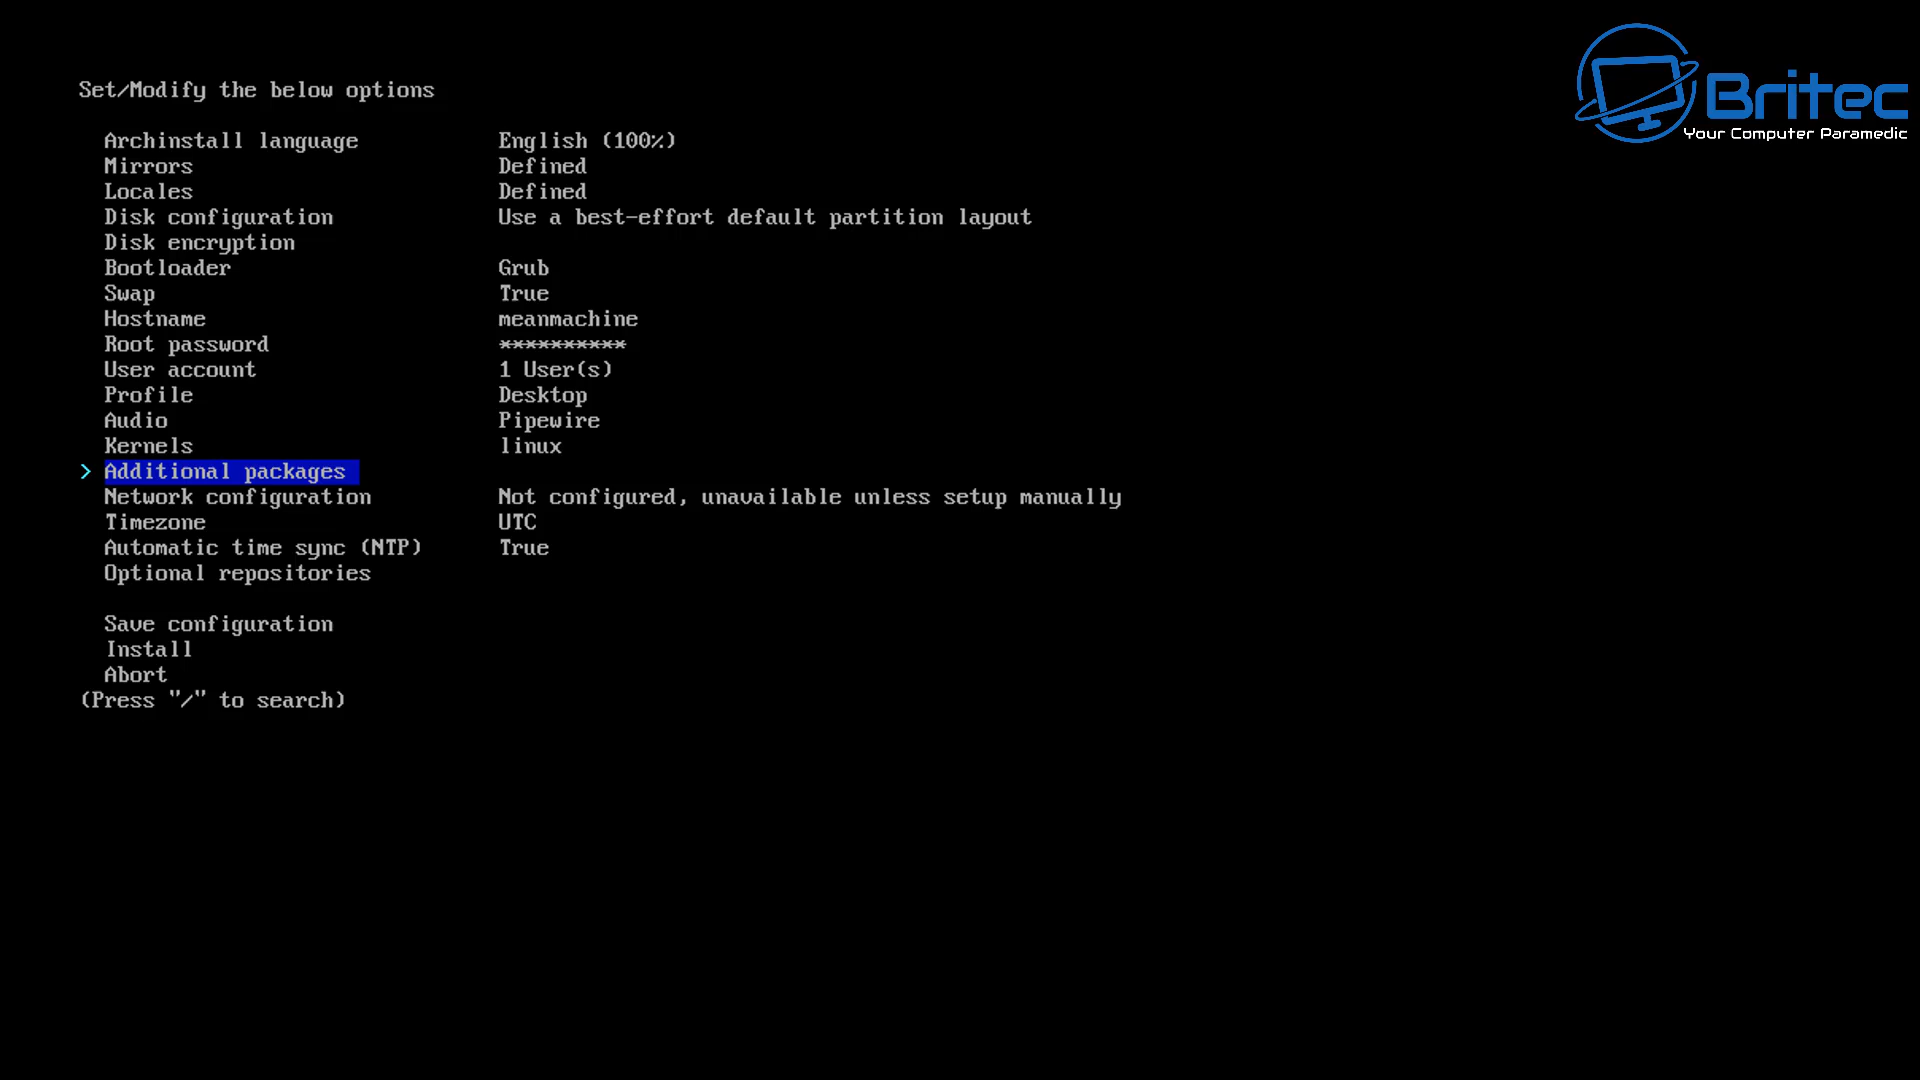 Set/Modify the below options
Archinstall language English (100%)
Mirrors Defined
Locales Defined
Disk configuration Use a best-effort default partition layout
Disk encryption
Bootloader Grub
Swap True
Hostname meanmachine
Root password **********
User account 1 User(s)
Profile Desktop
Audio Pipewire
Kernels linux
> Additional packages
Network configuration Not configured, unavailable unless setup manually
Timezone UTC
Automatic time sync (NTP) True
Optional repositories
Save configuration
Install
Abort
(Press "/" to search)
Britec
Your Computer Paramedic